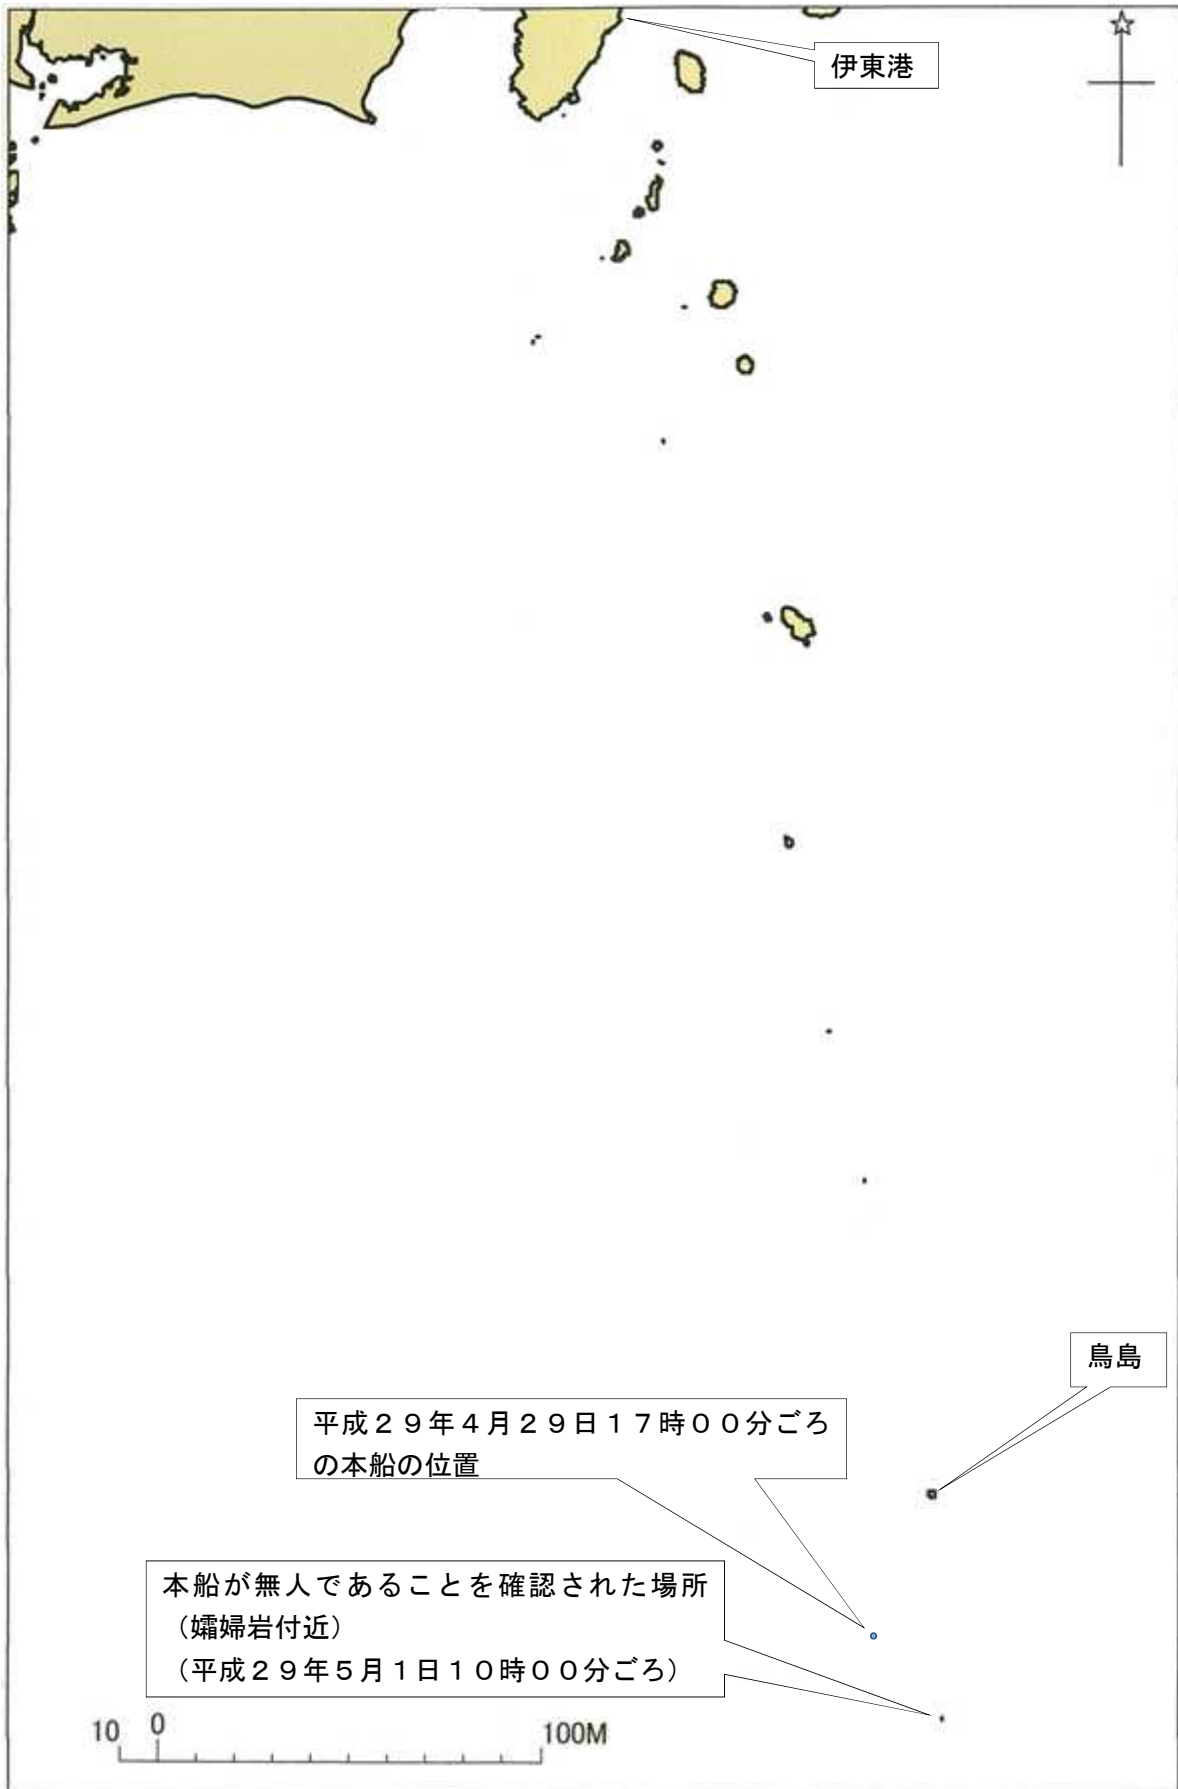 伊東港
鳥島
平成２９年４月２９日１７時００分ごろ
の本船の位置
本船が無人であることを確認された場所
（孀婦岩付近）
（平成２９年５月１日１０時００分ごろ）
10 0 100M